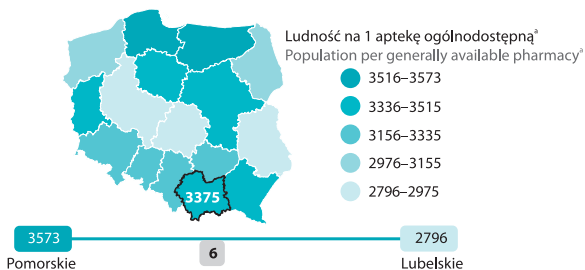 Ludność na 1 aptekę ogólnodostępnąª
Population per generally available pharmacyª
3516–3573
3336–3515
3156–3335
2976–3155
2796–2975
3375
3573
2796
6
Pomorskie
Lubelskie